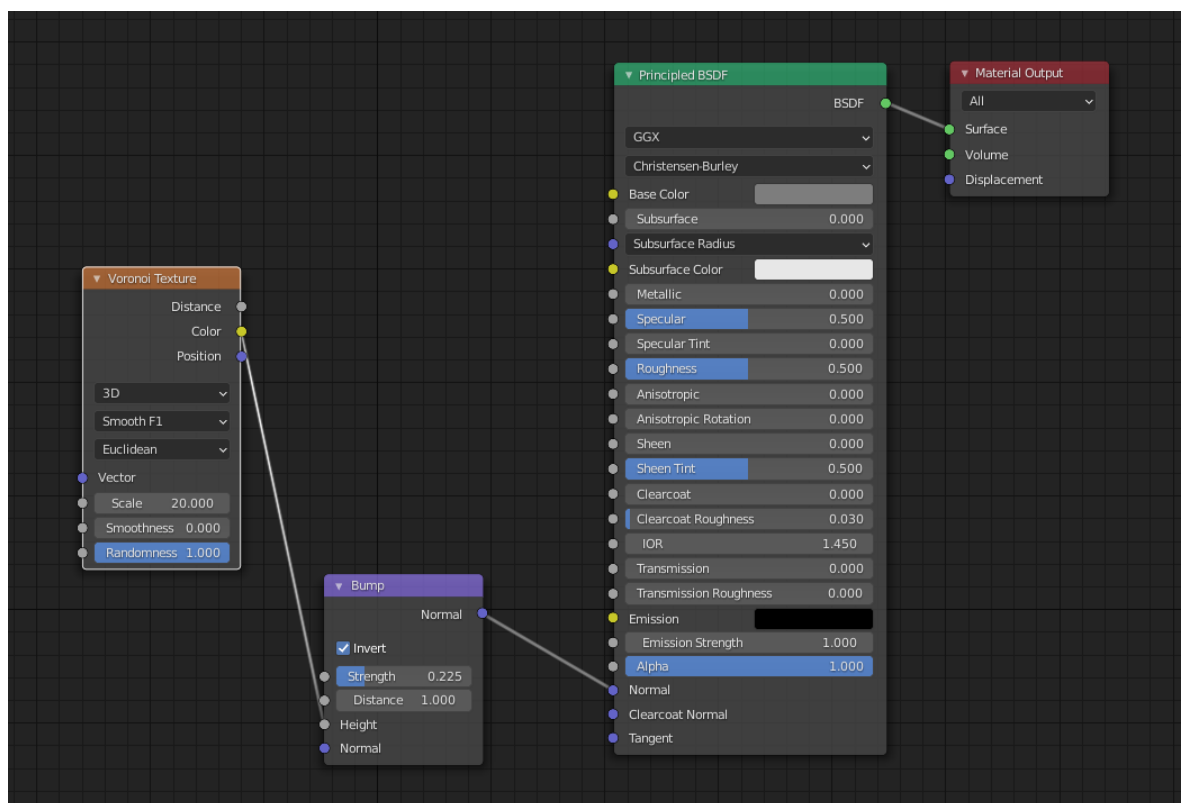 Voronoi Texture
Distance
Color
Position
3D
Smooth F1
Euclidean
Vector
Scale 20.000
Smoothness 0.000
Randomness 1.000
Bump
Normal
Invert
Strength 0.225
Distance 1.000
Height
Normal
Principled BSDF
BSDF
GGX
Christensen-Burley
Base Color
Subsurface 0.000
Subsurface Radius
Subsurface Color
Metallic 0.000
Specular 0.500
Specular Tint 0.000
Roughness 0.500
Anisotropic 0.000
Anisotropic Rotation 0.000
Sheen 0.000
Sheen Tint 0.500
Clearcoat 0.000
Clearcoat Roughness 0.030
IOR 1.450
Transmission 0.000
Transmission Roughness 0.000
Emission
Emission Strength 1.000
Alpha 1.000
Normal
Clearcoat Normal
Tangent
Material Output
All
Surface
Volume
Displacement